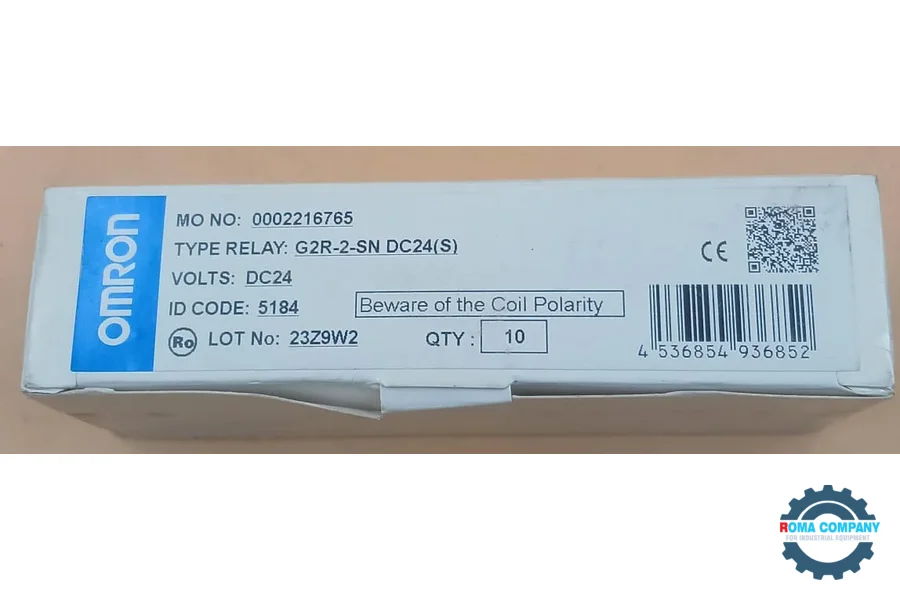 OMRON
MO NO: 0002216765
TYPE RELAY: G2R-2-SN DC24(S)
VOLTS: DC24
ID CODE: 5184
Beware of the Coil Polarity
Ro
LOT No: 23Z9W2
QTY : 10
CE
4 536854 936852
ROMA COMPANY
FOR INDUSTRIAL EQUIPMENT